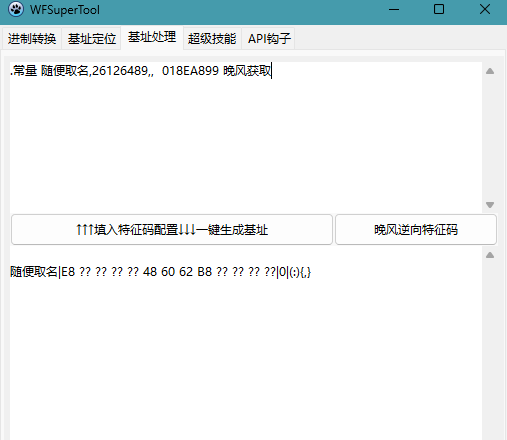 WFSuperTool
进制转换 基址定位 基址处理 超级技能 API钩子
.常量 随便取名,26126489,, 018EA899 晚风获取
↑↑↑填入特征码配置↓↓↓一键生成基址 晚风逆向特征码
随便取名|E8 ?? ?? ?? ?? 48 60 62 B8 ?? ?? ?? ??|0|(:){,}